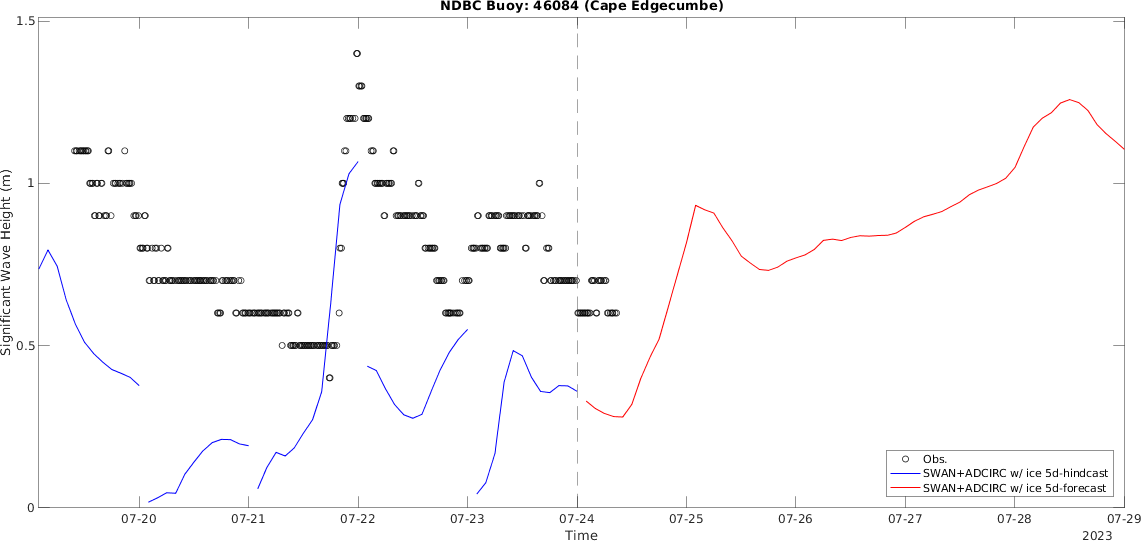 NDBC Buoy: 46084 (Cape Edgecumbe)
1.5
1
0.5
0
Significant Wave Height (m)
Obs.
SWAN+ADCIRC w/ ice 5d-hindcast
SWAN+ADCIRC w/ ice 5d-forecast
07-20 07-21 07-22 07-23 07-24 07-25 07-26 07-27 07-28 07-29
Time
2023